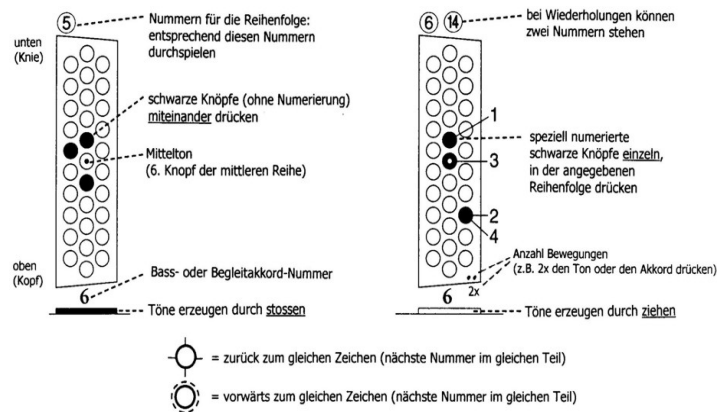 5
Nummern für die Reihenfolge:
entsprechend diesen Nummern
durchspielen
unten
(Knie)
schwarze Knöpfe (ohne Numerierung)
miteinander drücken
Mittelton
(6. Knopf der mittleren Reihe)
oben
(Kopf)
Bass- oder Begleitakkord-Nummer
6
Töne erzeugen durch stossen
6 14
bei Wiederholungen können
zwei Nummern stehen
1
speziell numerierte
schwarze Knöpfe einzeln,
in der angegebenen
Reihenfolge drücken
3
2
4
Anzahl Bewegungen
(z.B. 2x den Ton oder den Akkord drücken)
6 2x
Töne erzeugen durch ziehen
= zurück zum gleichen Zeichen (nächste Nummer im gleichen Teil)
= vorwärts zum gleichen Zeichen (nächste Nummer im gleichen Teil)